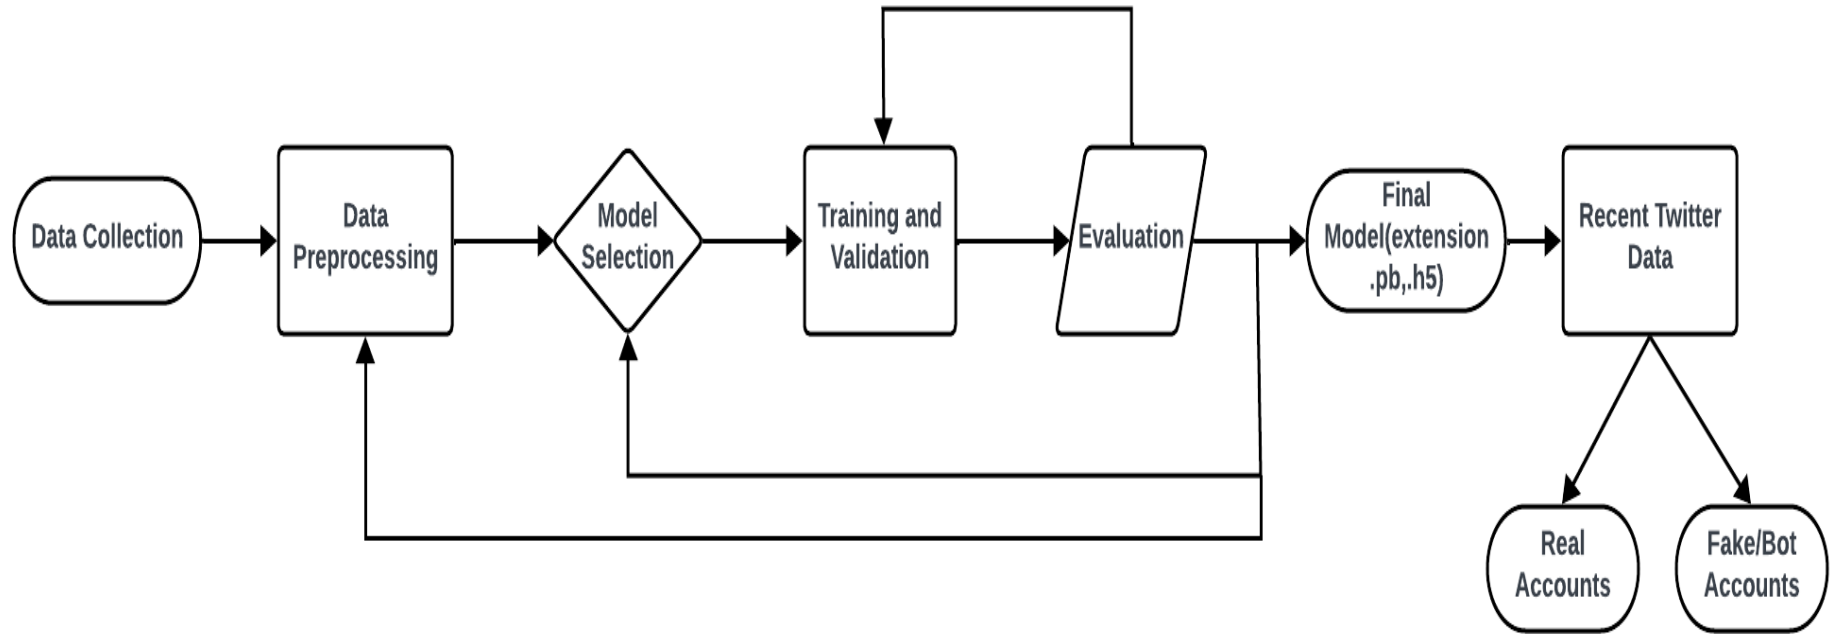 Data Collection
Data
Preprocessing
Model
Selection
Training and
Validation
Evaluation
Final
Model(extension
.pb,.h5)
Recent Twitter
Data
Real
Accounts
Fake/Bot
Accounts